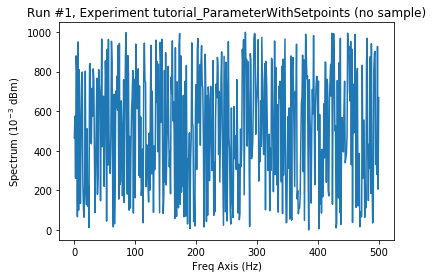 Run #1, Experiment tutorial_ParameterWithSetpoints (no sample)
1000
800
600
400
200
0
Spectrum (10⁻³ dBm)
0 100 200 300 400 500
Freq Axis (Hz)